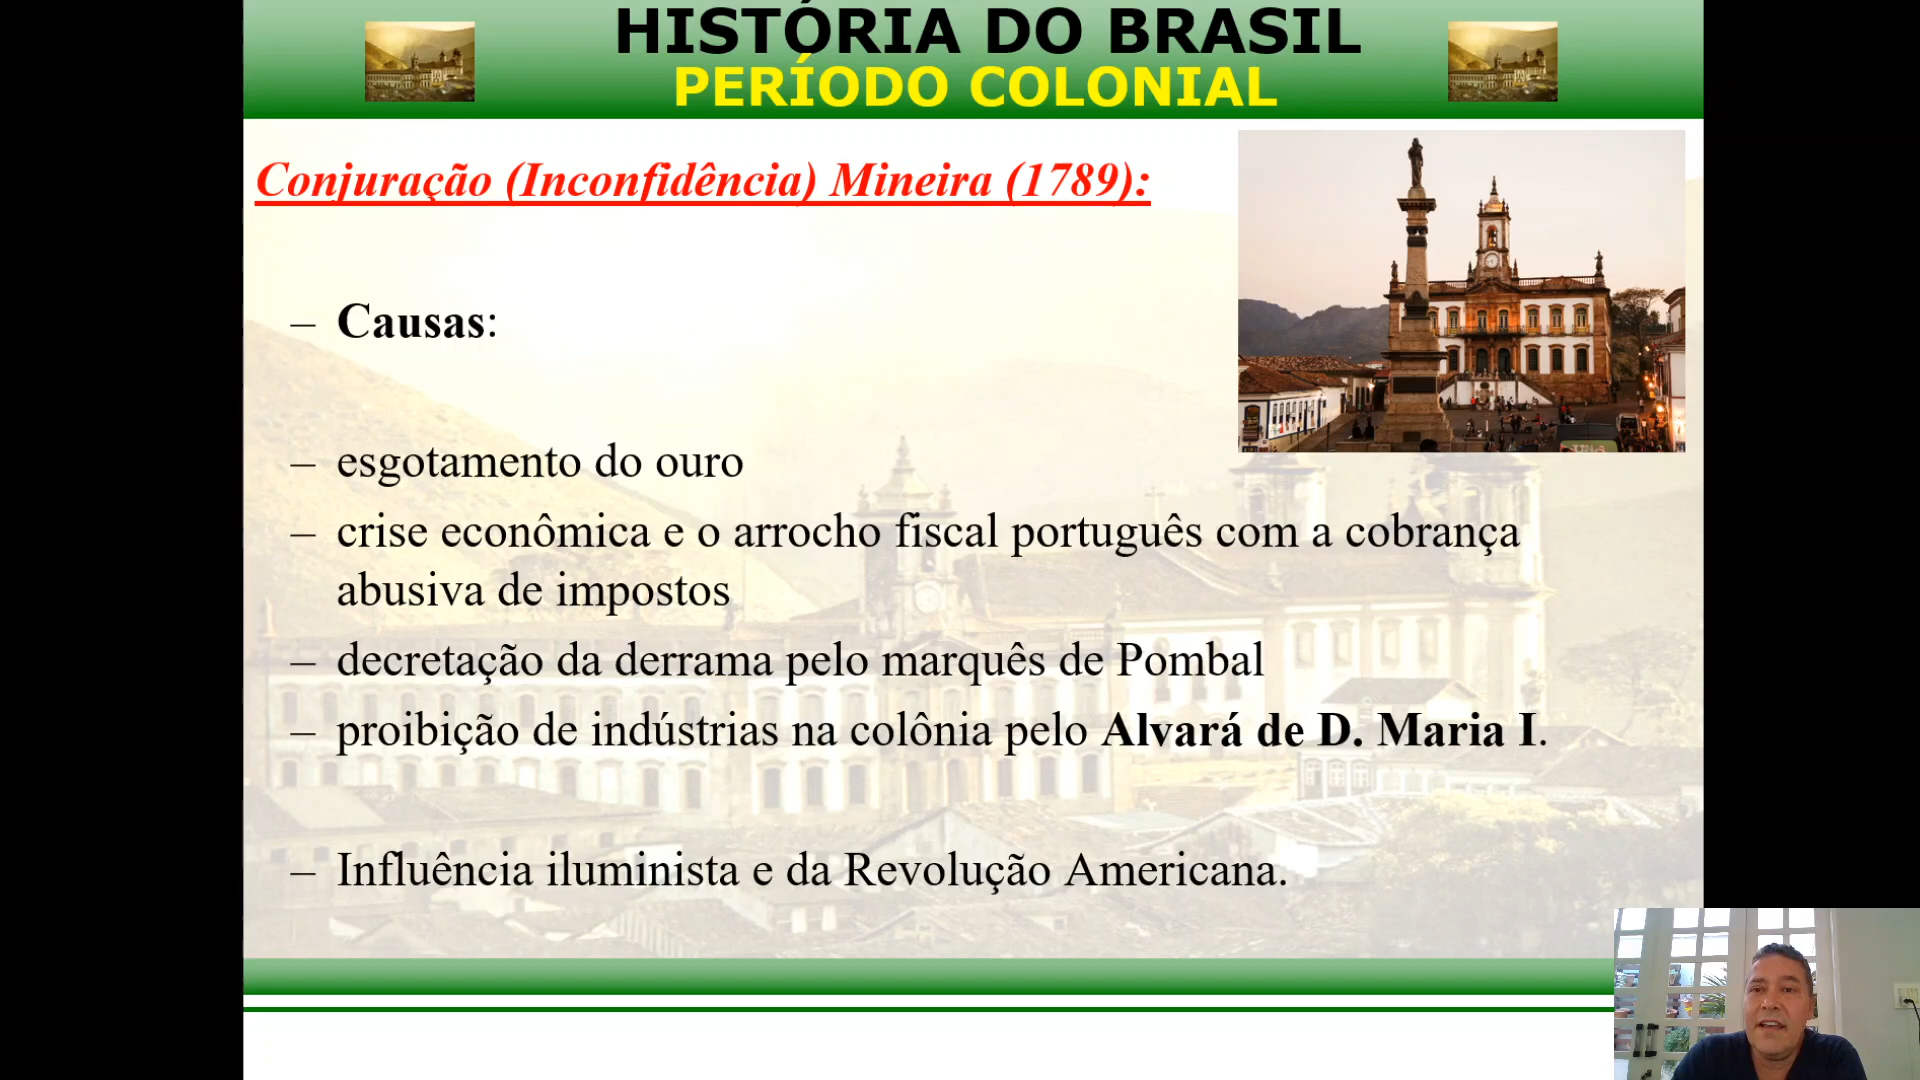 HISTÓRIA DO BRASIL
PERÍODO COLONIAL
Conjuração (Inconfidência) Mineira (1789):
– Causas:
– esgotamento do ouro
– crise econômica e o arrocho fiscal português com a cobrança
abusiva de impostos
– decretação da derrama pelo marquês de Pombal
– proibição de indústrias na colônia pelo Alvará de D. Maria I.
– Influência iluminista e da Revolução Americana.